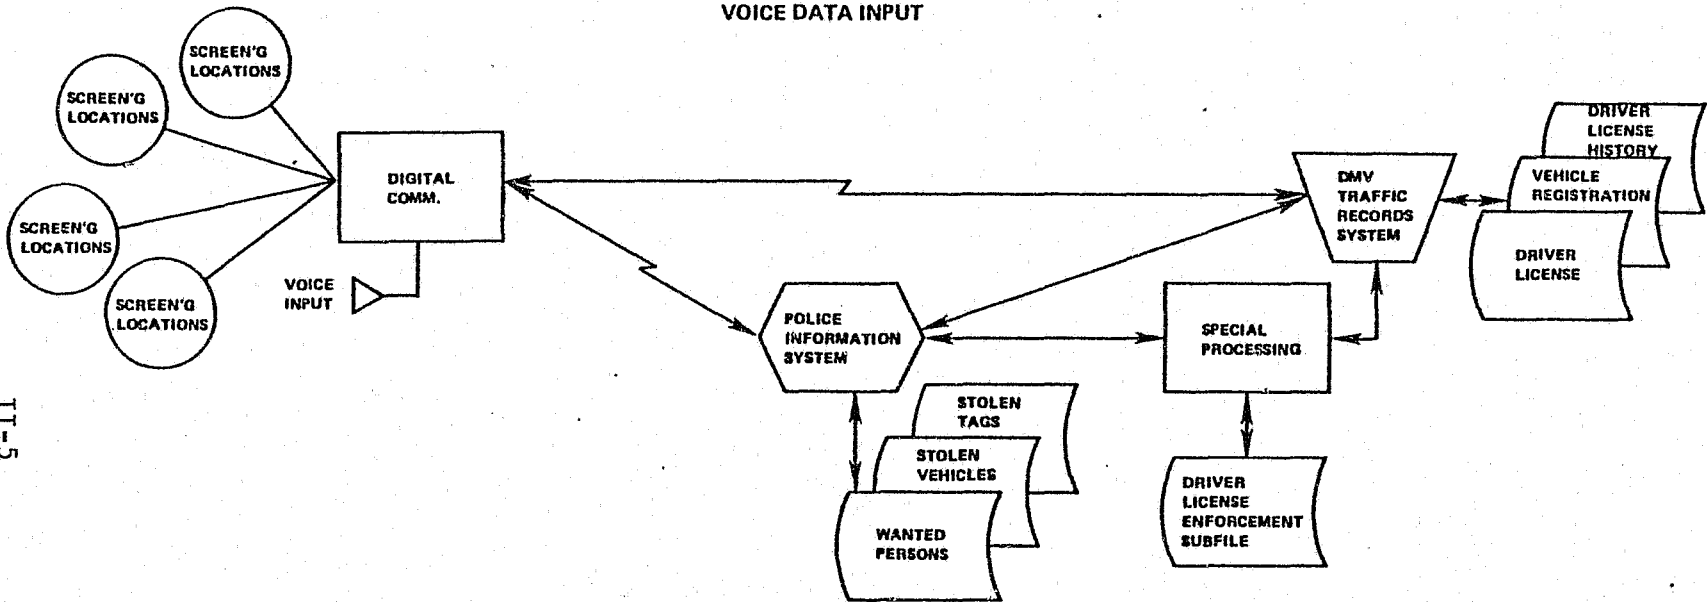 VOICE DATA INPUT
SCREEN'G
LOCATIONS
SCREEN'G
LOCATIONS
SCREEN'G
LOCATIONS
SCREEN'G
LOCATIONS
DIGITAL
COMM.
VOICE
INPUT
POLICE
INFORMATION
SYSTEM
STOLEN
TAGS
STOLEN
VEHICLES
WANTED
PERSONS
SPECIAL
PROCESSING
DRIVER
LICENSE
ENFORCEMENT
SUBFILE
DMV
TRAFFIC
RECORDS
SYSTEM
DRIVER
LICENSE
HISTORY
VEHICLE
REGISTRATION
DRIVER
LICENSE
II-5